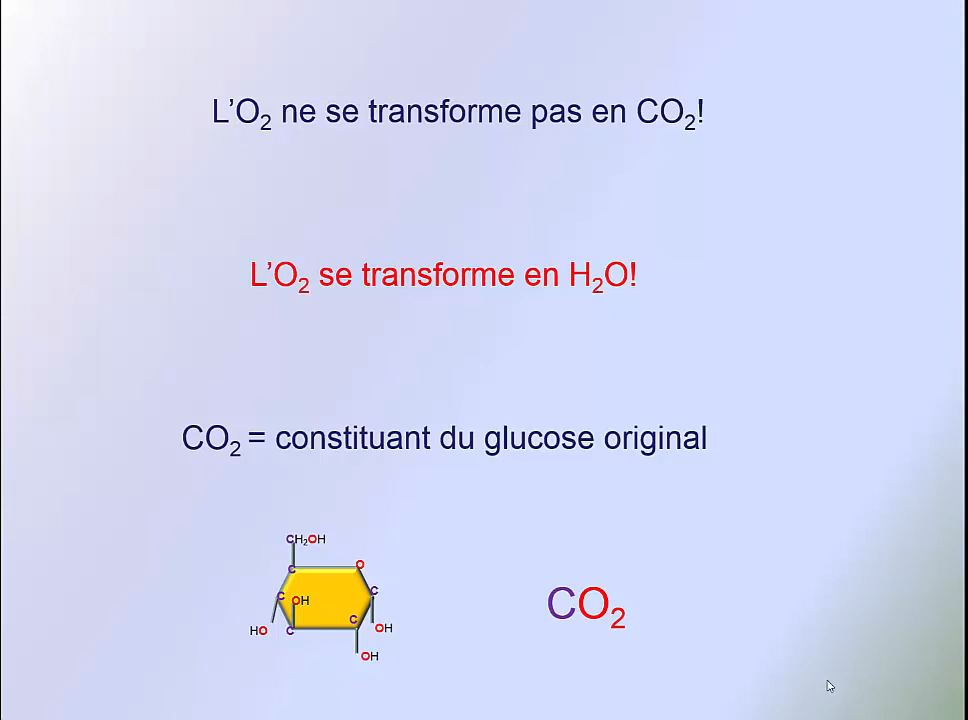 L’O₂ ne se transforme pas en CO₂!
L’O₂ se transforme en H₂O!
CO₂ = constituant du glucose original
CH₂OH
C
O
C
OH
C
HO
C
C
OH
OH
CO₂